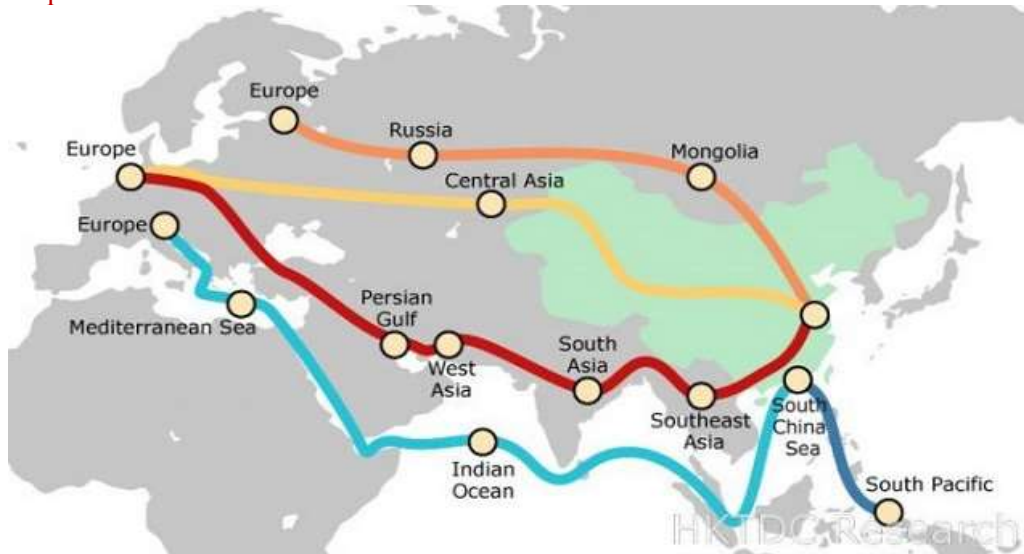 Europe
Russia
Europe
Mongolia
Central Asia
Europe
Persian
Gulf
Mediterranean Sea
South
Asia
West
Asia
Southeast
Asia
South
China
Sea
Indian
Ocean
South Pacific
HKTDC Research